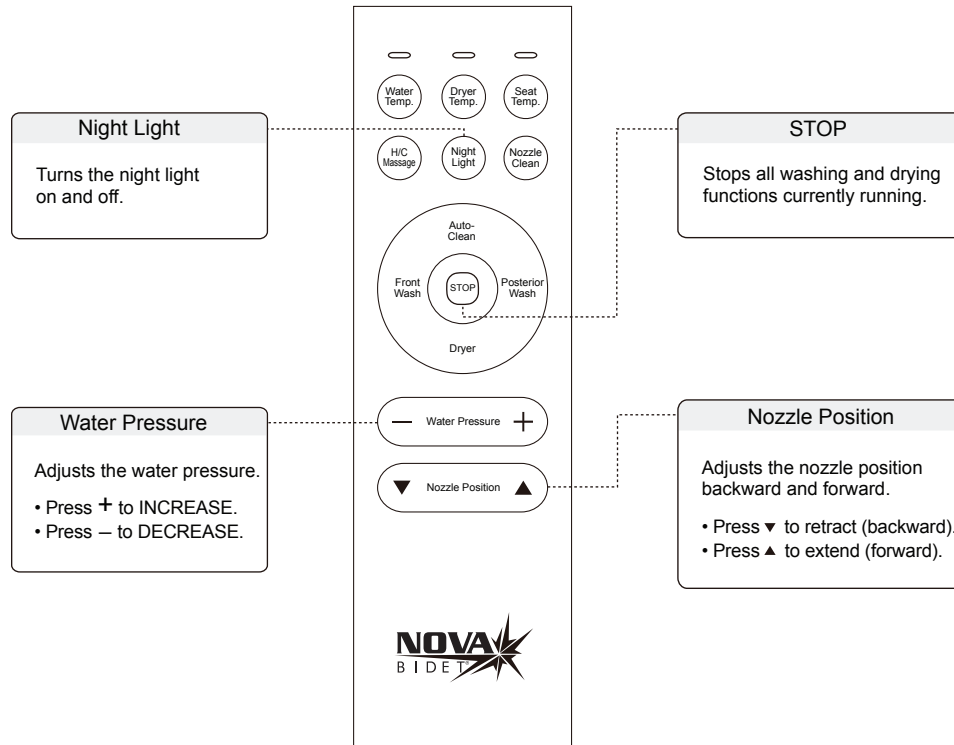 Water
Temp.
Dryer
Temp.
Seat
Temp.
H/C
Massage
Night
Light
Nozzle
Clean
Auto-
Clean
Front
Wash
STOP
Posterior
Wash
Dryer
− Water Pressure +
▼ Nozzle Position ▲
NOVA
BIDET®
Night Light
Turns the night light
on and off.
STOP
Stops all washing and drying
functions currently running.
Water Pressure
Adjusts the water pressure.
• Press + to INCREASE.
• Press − to DECREASE.
Nozzle Position
Adjusts the nozzle position
backward and forward.
• Press ▼ to retract (backward).
• Press ▲ to extend (forward).